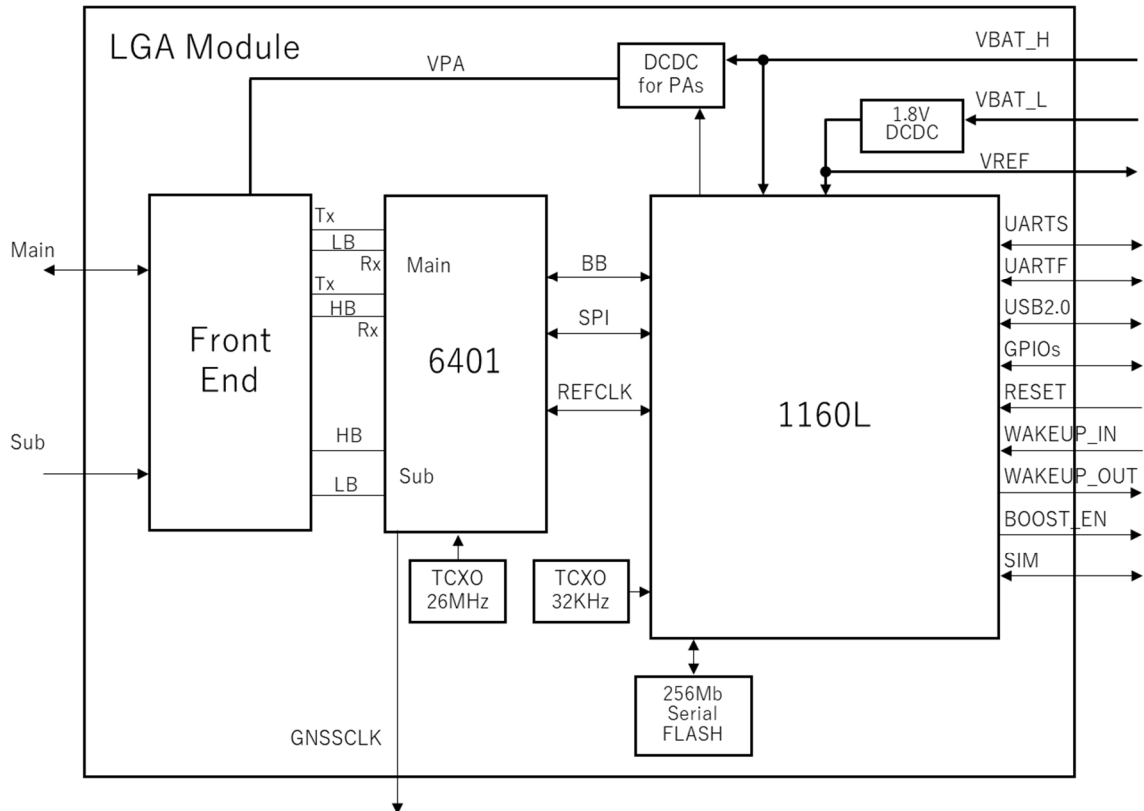 LGA Module
VPA
DCDC
for PAs
VBAT_H
1.8V
DCDC
VBAT_L
VREF
Main
Sub
Front
End
Tx
LB
Rx
Tx
HB
Rx
HB
LB
Main
6401
Sub
BB
SPI
REFCLK
1160L
UARTS
UARTF
USB2.0
GPIOs
RESET
WAKEUP_IN
WAKEUP_OUT
BOOST_EN
SIM
TCXO
26MHz
TCXO
32KHz
256Mb
Serial
FLASH
GNSSCLK